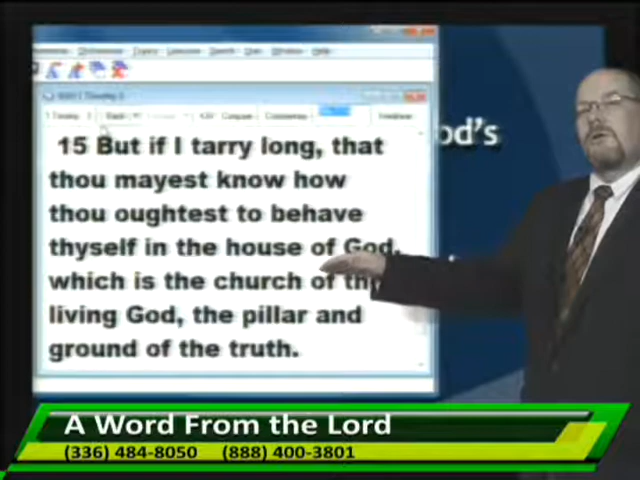 15 But if I tarry long, that
thou mayest know how
thou oughtest to behave
thyself in the house of God,
which is the church of the
living God, the pillar and
ground of the truth.
od's
A Word From the Lord
(336) 484-8050 (888) 400-3801